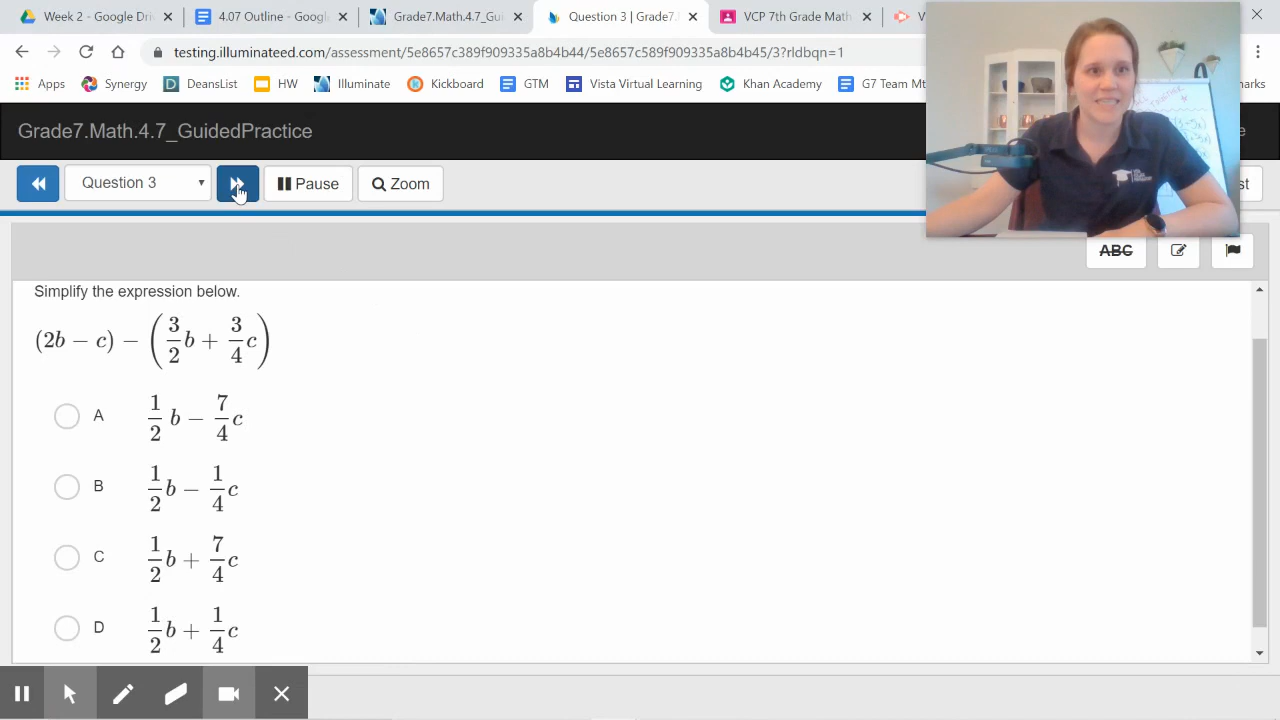 Week 2 - Google Dri
4.07 Outline - Googl
Grade7.Math.4.7_Gui
Question 3 | Grade7.
VCP 7th Grade Math
testing.illuminateed.com/assessment/5e8657c339f909335a8b4b44/5e8657c589f909335a8b4b45/3?rldbqn=1
Apps Synergy DeansList HW Illuminate Kickboard GTM Vista Virtual Learning Khan Academy G7 Team Mt
Grade7.Math.4.7_GuidedPractice
Question 3 Pause Zoom
ABC
Simplify the expression below.
(2b − c) − (3/2 b + 3/4 c)
A 1/2 b − 7/4 c
B 1/2 b − 1/4 c
C 1/2 b + 7/4 c
D 1/2 b + 1/4 c